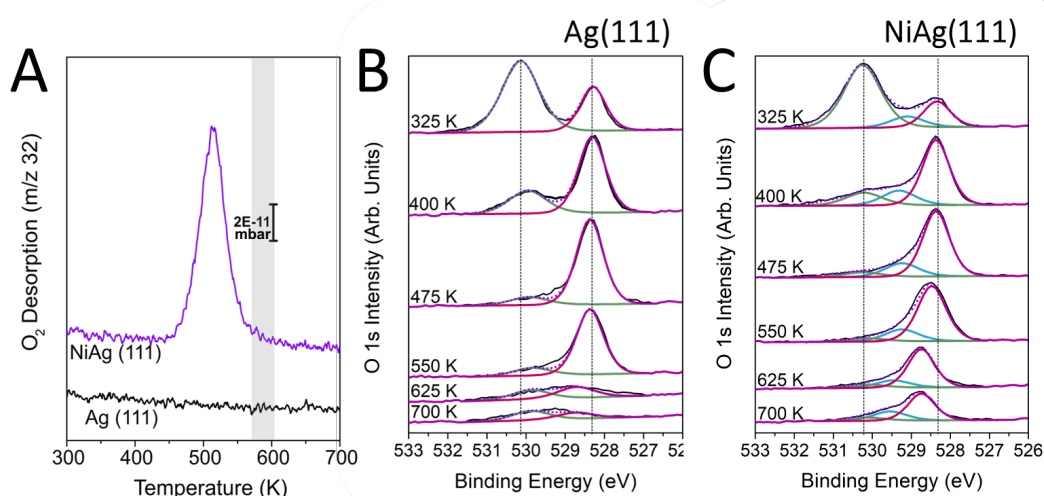 A
O2 Desorption (m/z 32)
2E-11
mbar
NiAg (111)
Ag (111)
300 400 500 600 700
Temperature (K)
B
Ag(111)
O 1s Intensity (Arb. Units)
325 K
400 K
475 K
550 K
625 K
700 K
533 532 531 530 529 528 527 52
Binding Energy (eV)
C
NiAg(111)
O 1s Intensity (Arb. Units)
325 K
400 K
475 K
550 K
625 K
700 K
533 532 531 530 529 528 527 526
Binding Energy (eV)